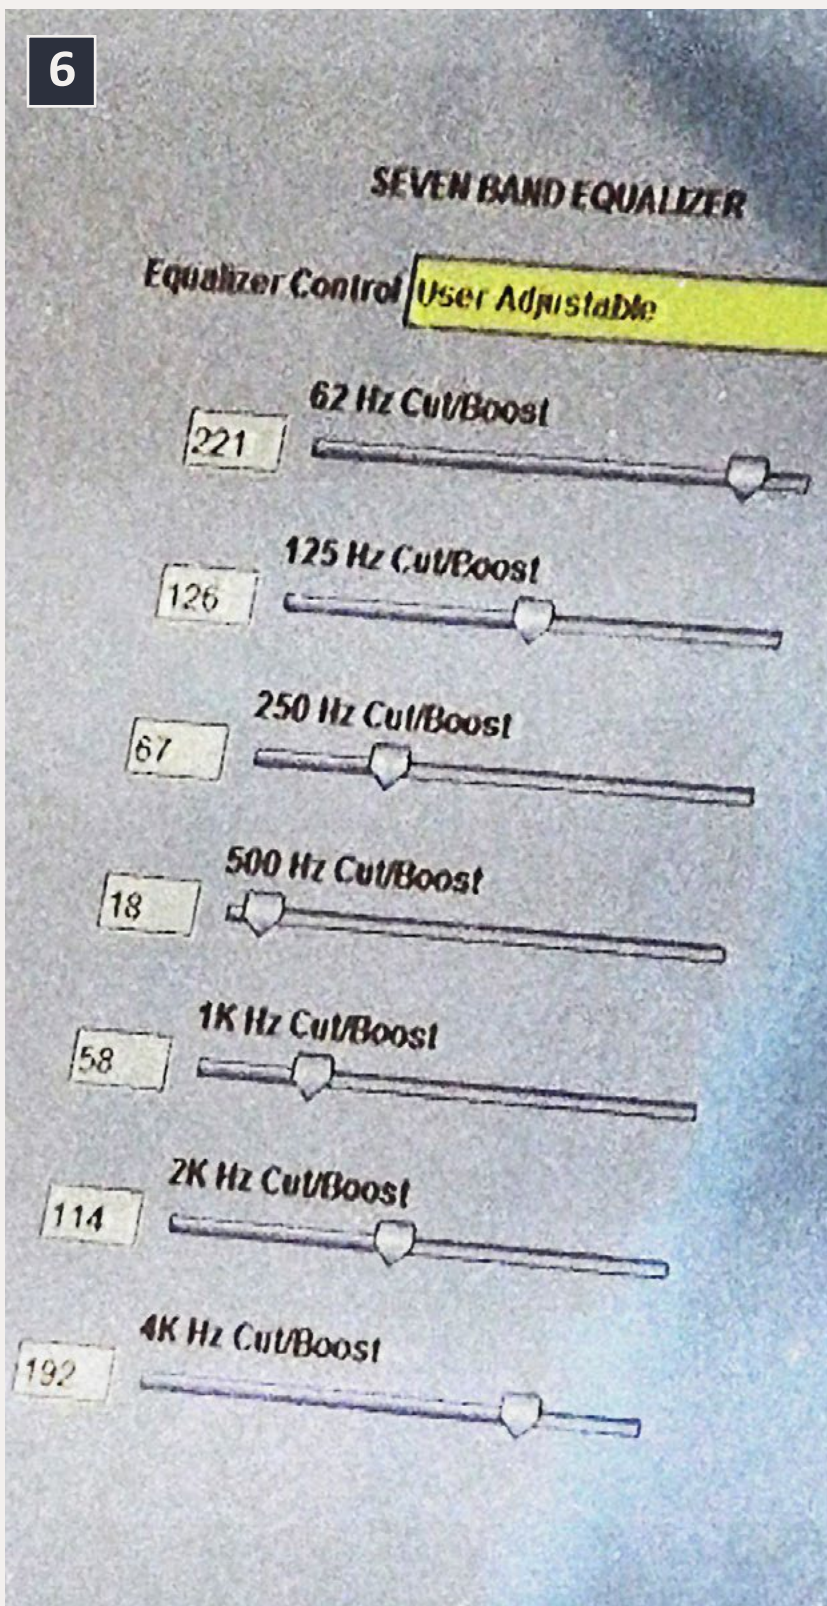 6
SEVEN BAND EQUALIZER
Equalizer Control User Adjustable
62 Hz Cut/Boost
221
125 Hz Cut/Boost
126
250 Hz Cut/Boost
67
500 Hz Cut/Boost
18
1K Hz Cut/Boost
58
2K Hz Cut/Boost
114
4K Hz Cut/Boost
192